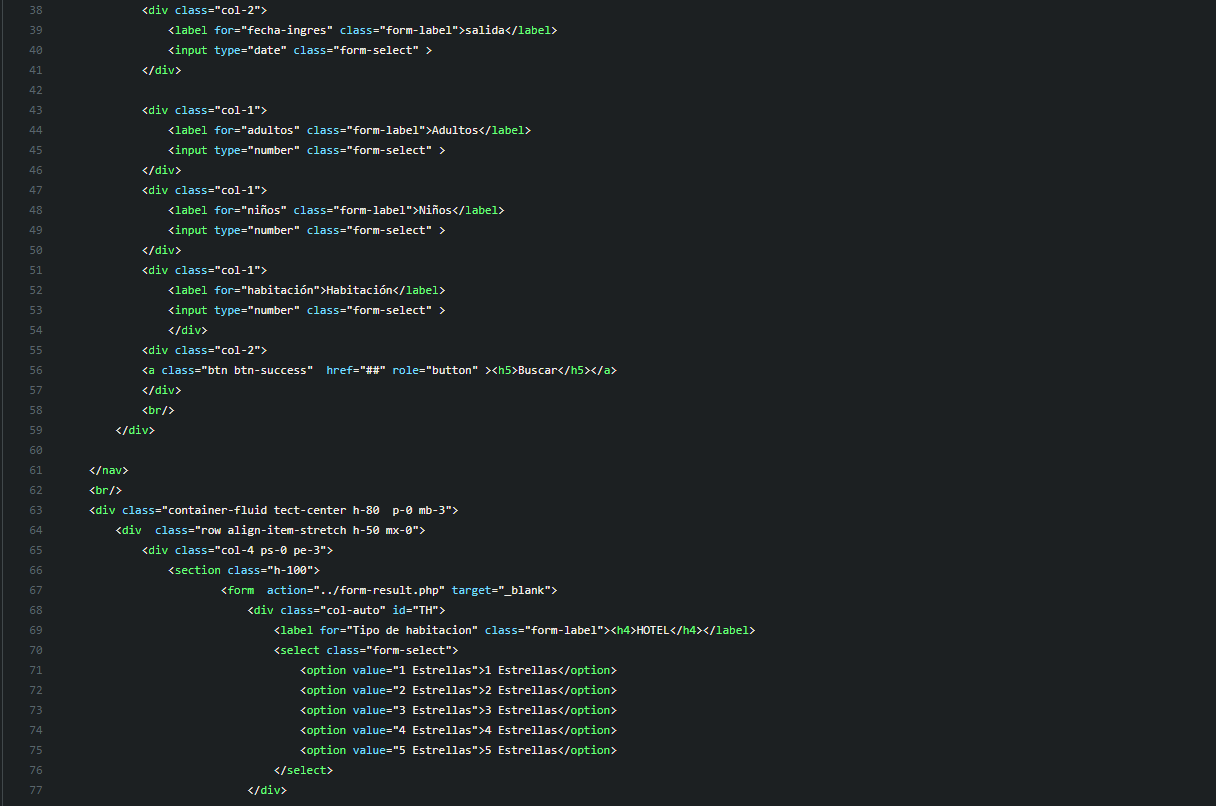 38 <div class="col-2">
39 <label for="fecha-ingres" class="form-label">salida</label>
40 <input type="date" class="form-select" >
41 </div>
42
43 <div class="col-1">
44 <label for="adultos" class="form-label">Adultos</label>
45 <input type="number" class="form-select" >
46 </div>
47 <div class="col-1">
48 <label for="niños" class="form-label">Niños</label>
49 <input type="number" class="form-select" >
50 </div>
51 <div class="col-1">
52 <label for="habitación">Habitación</label>
53 <input type="number" class="form-select" >
54 </div>
55 <div class="col-2">
56 <a class="btn btn-success"  href="##" role="button" ><h5>Buscar</h5></a>
57 </div>
58 <br/>
59 </div>
60
61 </nav>
62 <br/>
63 <div class="container-fluid tect-center h-80  p-0 mb-3">
64 <div  class="row align-item-stretch h-50 mx-0">
65 <div class="col-4 ps-0 pe-3">
66 <section class="h-100">
67 <form  action="../form-result.php" target="_blank">
68 <div class="col-auto" id="TH">
69 <label for="Tipo de habitacion" class="form-label"><h4>HOTEL</h4></label>
70 <select class="form-select">
71 <option value="1 Estrellas">1 Estrellas</option>
72 <option value="2 Estrellas">2 Estrellas</option>
73 <option value="3 Estrellas">3 Estrellas</option>
74 <option value="4 Estrellas">4 Estrellas</option>
75 <option value="5 Estrellas">5 Estrellas</option>
76 </select>
77 </div>